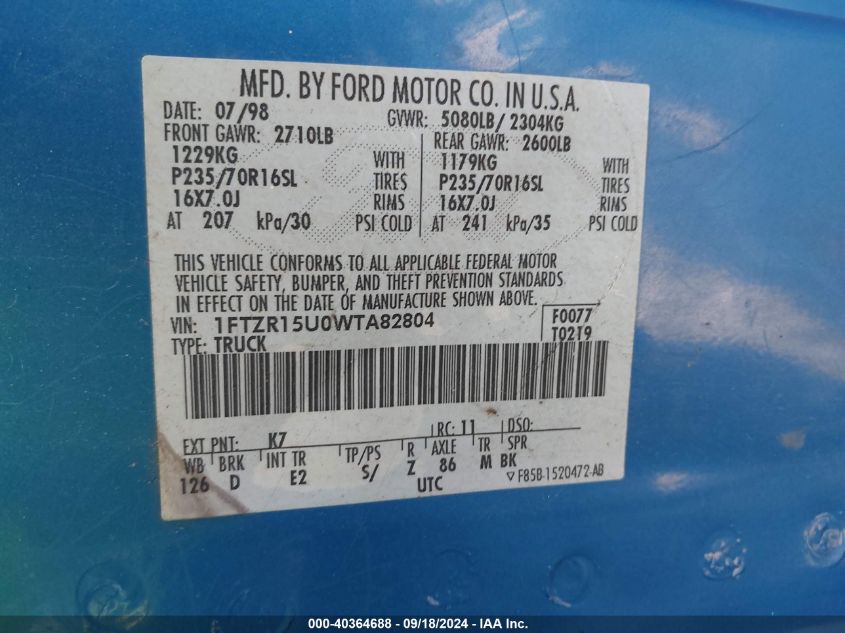 MFD. BY FORD MOTOR CO. IN U.S.A.
DATE: 07/98 GVWR: 5080LB/ 2304KG
FRONT GAWR: 2710LB REAR GAWR: 2600LB
1229KG WITH 1179KG WITH
P235/70R16SL TIRES P235/70R16SL TIRES
16X7.0J RIMS 16X7.0J RIMS
AT 207 kPa/30 PSI COLD AT 241 kPa/35 PSI COLD
THIS VEHICLE CONFORMS TO ALL APPLICABLE FEDERAL MOTOR
VEHICLE SAFETY, BUMPER, AND THEFT PREVENTION STANDARDS
IN EFFECT ON THE DATE OF MANUFACTURE SHOWN ABOVE.
VIN: 1FTZR15U0WTA82804 F0077
TYPE: TRUCK T0219
EXT PNT: K7 RC: 11 DSO:
WB BRK INT TR TP/PS R AXLE TR SPR
126 D E2 S/ Z 86 M BK
UTC F85B-1520472-AB
000-40364688 - 09/18/2024 - IAA Inc.